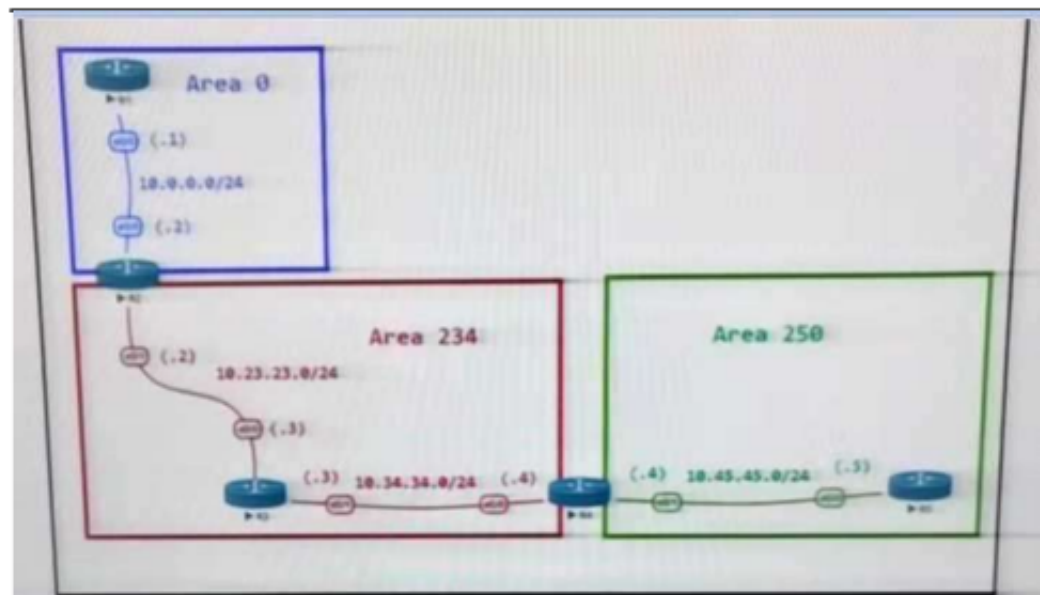 Area 0
(.1)
10.0.0.0/24
(.2)
R2
Area 234
Area 250
(.2)
10.23.23.0/24
(.3)
(.3) 10.34.34.0/24 (.4)
(.4) 10.45.45.0/24 (.5)